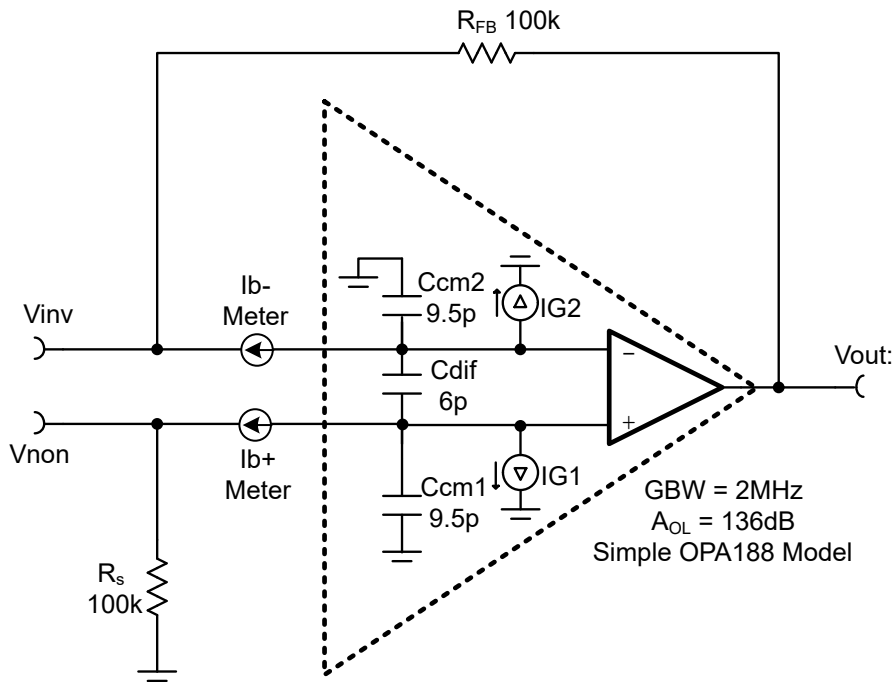 RFB 100k
Ib-
Meter
Ccm2
9.5p
IG2
Vinv
Vout:
Cdif
6p
−
+
Vnon
Ib+
Meter
Ccm1
9.5p
IG1
GBW = 2MHz
AOL = 136dB
Simple OPA188 Model
Rs
100k